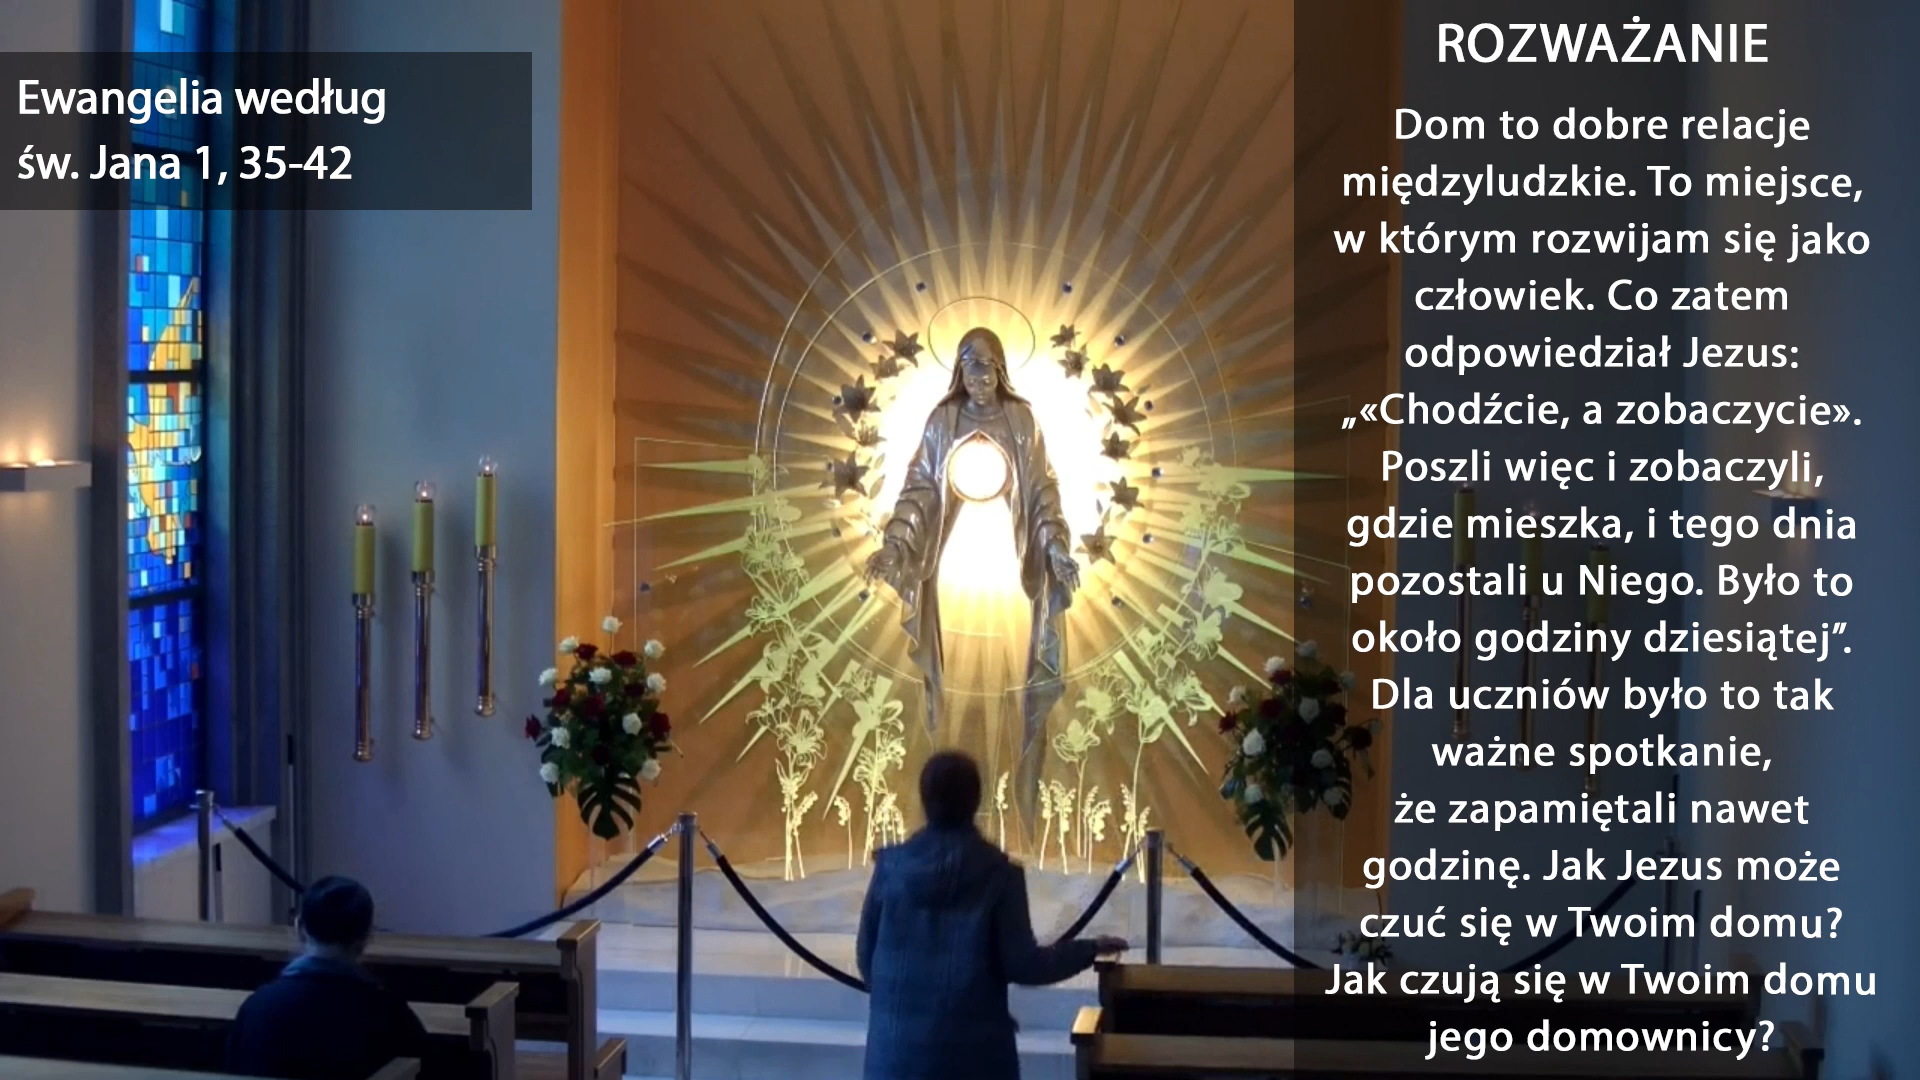 Ewangelia według
św. Jana 1, 35-42
ROZWAŻANIE
Dom to dobre relacje
międzyludzkie. To miejsce,
w którym rozwijam się jako
człowiek. Co zatem
odpowiedział Jezus:
„«Chodźcie, a zobaczycie».
Poszli więc i zobaczyli,
gdzie mieszka, i tego dnia
pozostali u Niego. Było to
około godziny dziesiątej”.
Dla uczniów było to tak
ważne spotkanie,
że zapamiętali nawet
godzinę. Jak Jezus może
czuć się w Twoim domu?
Jak czują się w Twoim domu
jego domownicy?